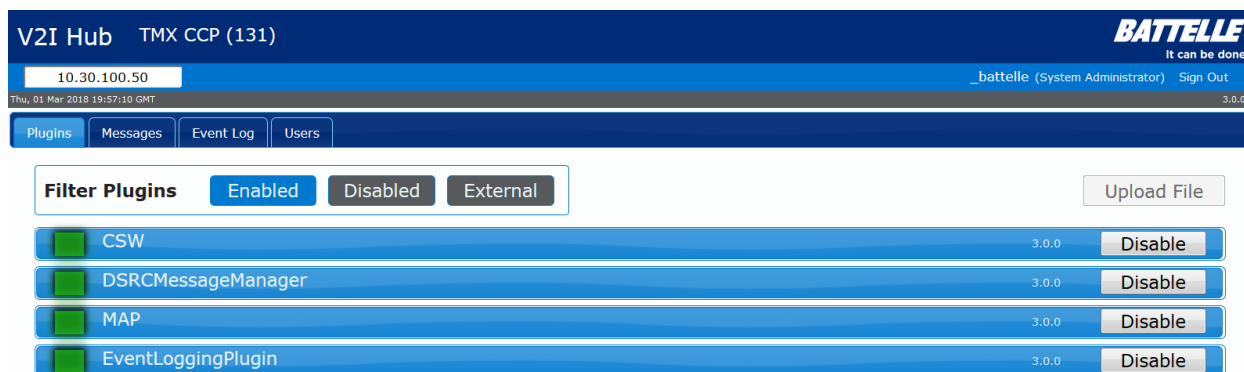 V2I Hub TMX CCP (131) BATTELLE
It can be done
10.30.100.50 _battelle (System Administrator) Sign Out
Thu, 01 Mar 2018 19:57:10 GMT 3.0.0
Plugins Messages Event Log Users
Filter Plugins Enabled Disabled External Upload File
CSW 3.0.0 Disable
DSRCMessageManager 3.0.0 Disable
MAP 3.0.0 Disable
EventLoggingPlugin 3.0.0 Disable